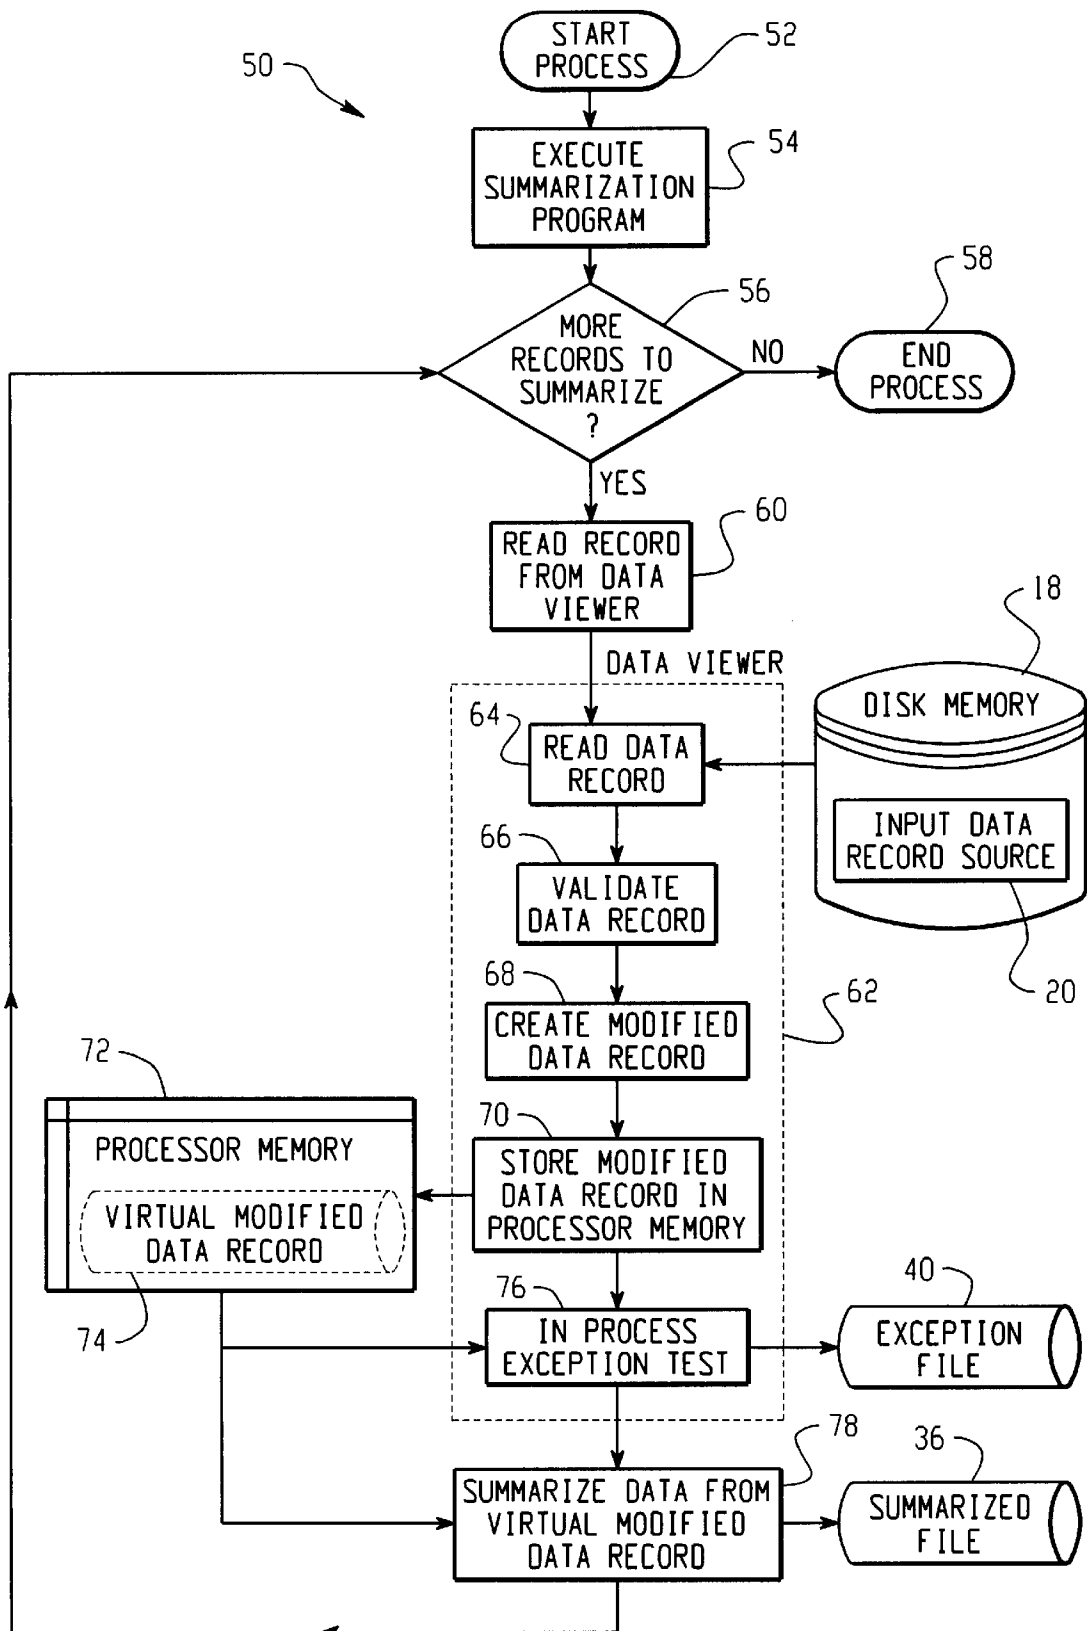 START
PROCESS
52
50
EXECUTE
SUMMARIZATION
PROGRAM
54
MORE
RECORDS TO
SUMMARIZE
?
56
NO
END
PROCESS
58
YES
READ RECORD
FROM DATA
VIEWER
60
DATA VIEWER
64
READ DATA
RECORD
18
DISK MEMORY
INPUT DATA
RECORD SOURCE
20
66
VALIDATE
DATA RECORD
68
CREATE MODIFIED
DATA RECORD
62
72
PROCESSOR MEMORY
VIRTUAL MODIFIED
DATA RECORD
74
70
STORE MODIFIED
DATA RECORD IN
PROCESSOR MEMORY
76
IN PROCESS
EXCEPTION TEST
40
EXCEPTION
FILE
78
SUMMARIZE DATA FROM
VIRTUAL MODIFIED
DATA RECORD
36
SUMMARIZED
FILE